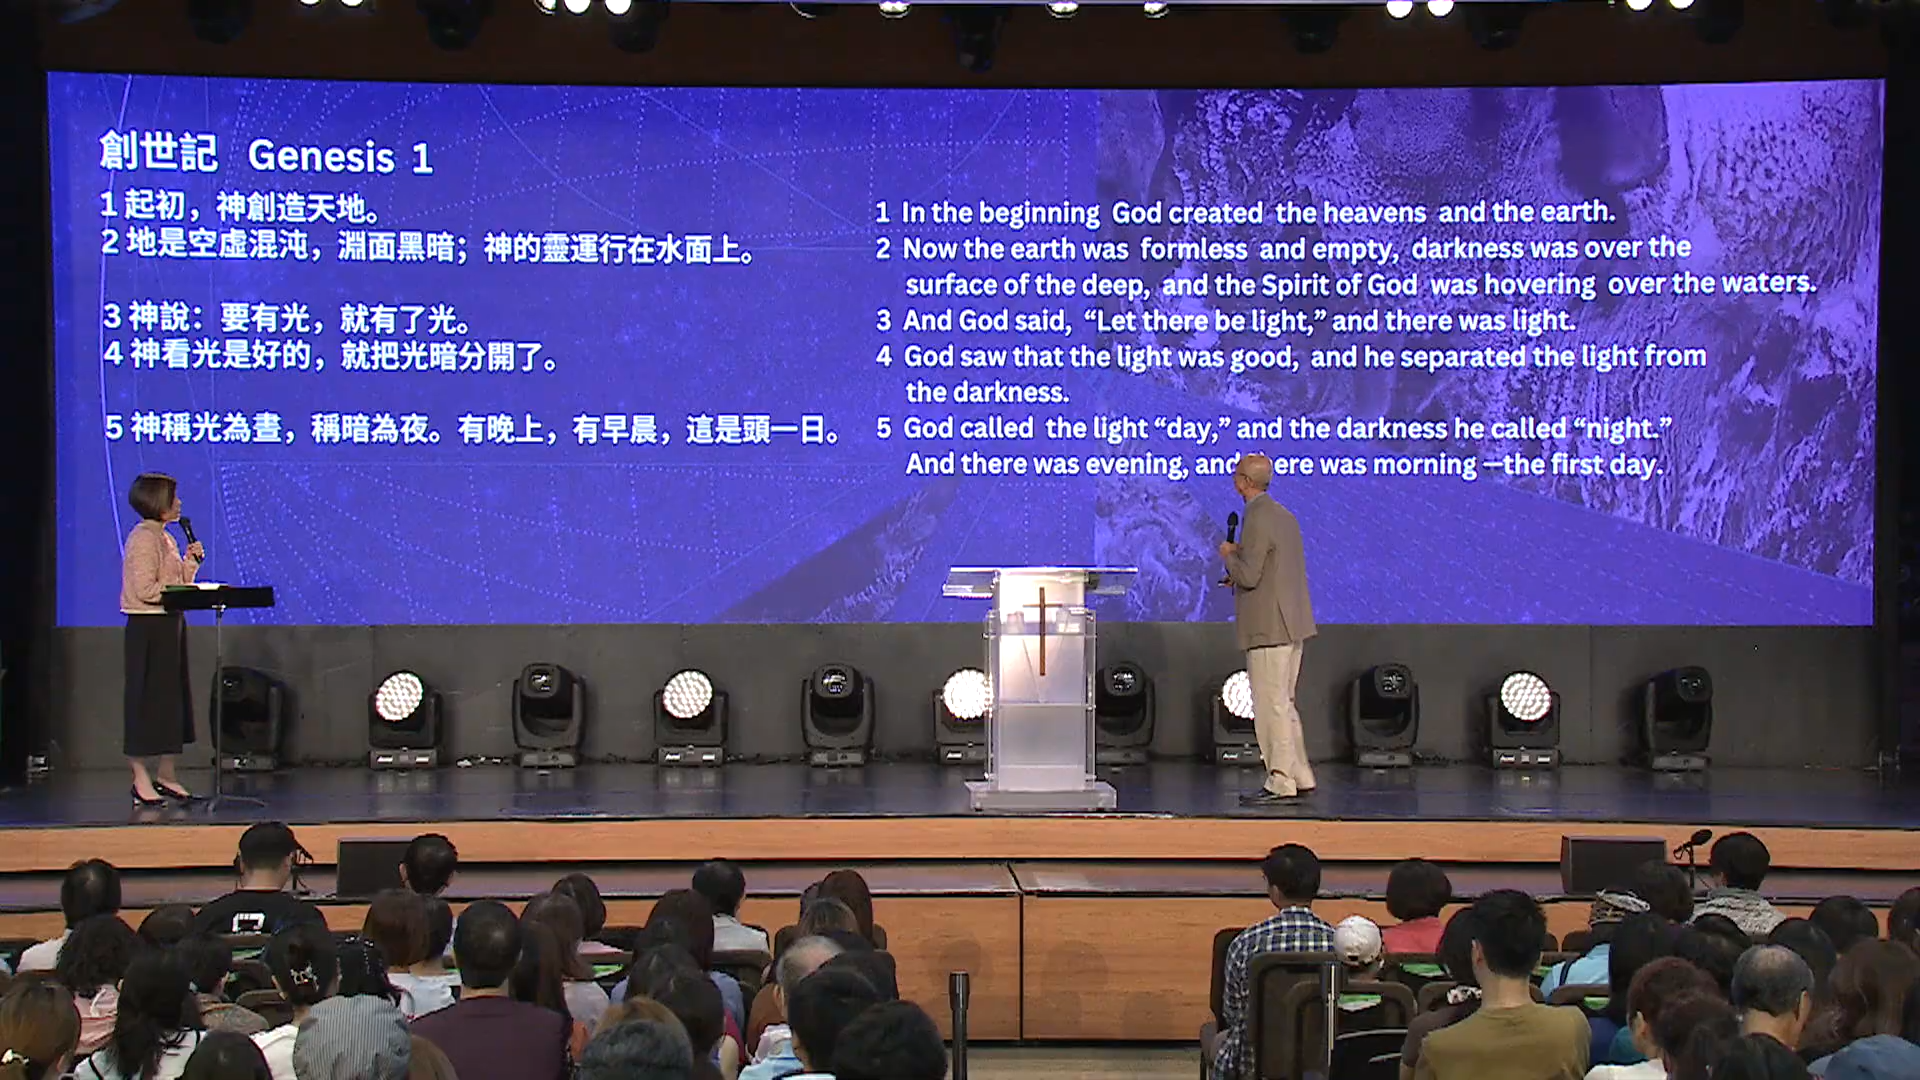 創世記 Genesis 1
1 起初，神創造天地。
2 地是空虛混沌，淵面黑暗；神的靈運行在水面上。
3 神說：要有光，就有了光。
4 神看光是好的，就把光暗分開了。
5 神稱光為晝，稱暗為夜。有晚上，有早晨，這是頭一日。
1 In the beginning God created the heavens and the earth.
2 Now the earth was formless and empty, darkness was over the
surface of the deep, and the Spirit of God was hovering over the waters.
3 And God said, “Let there be light,” and there was light.
4 God saw that the light was good, and he separated the light from
the darkness.
5 God called the light “day,” and the darkness he called “night.”
And there was evening, and there was morning —the first day.